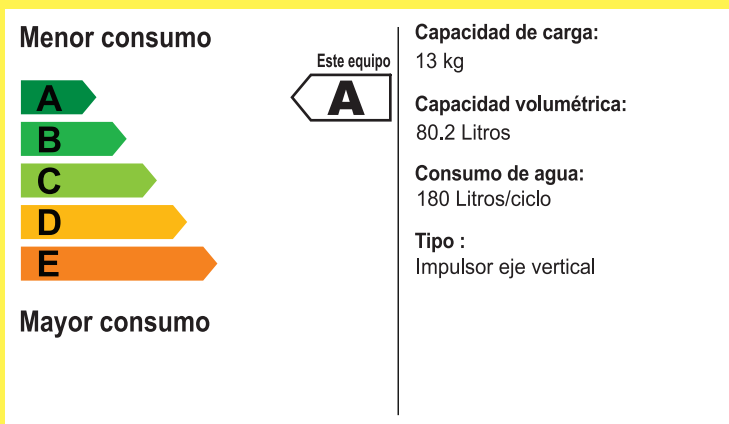 Menor consumo
Este equipo
A
A
B
C
D
E
Mayor consumo
Capacidad de carga:
13 kg
Capacidad volumétrica:
80.2 Litros
Consumo de agua:
180 Litros/ciclo
Tipo :
Impulsor eje vertical